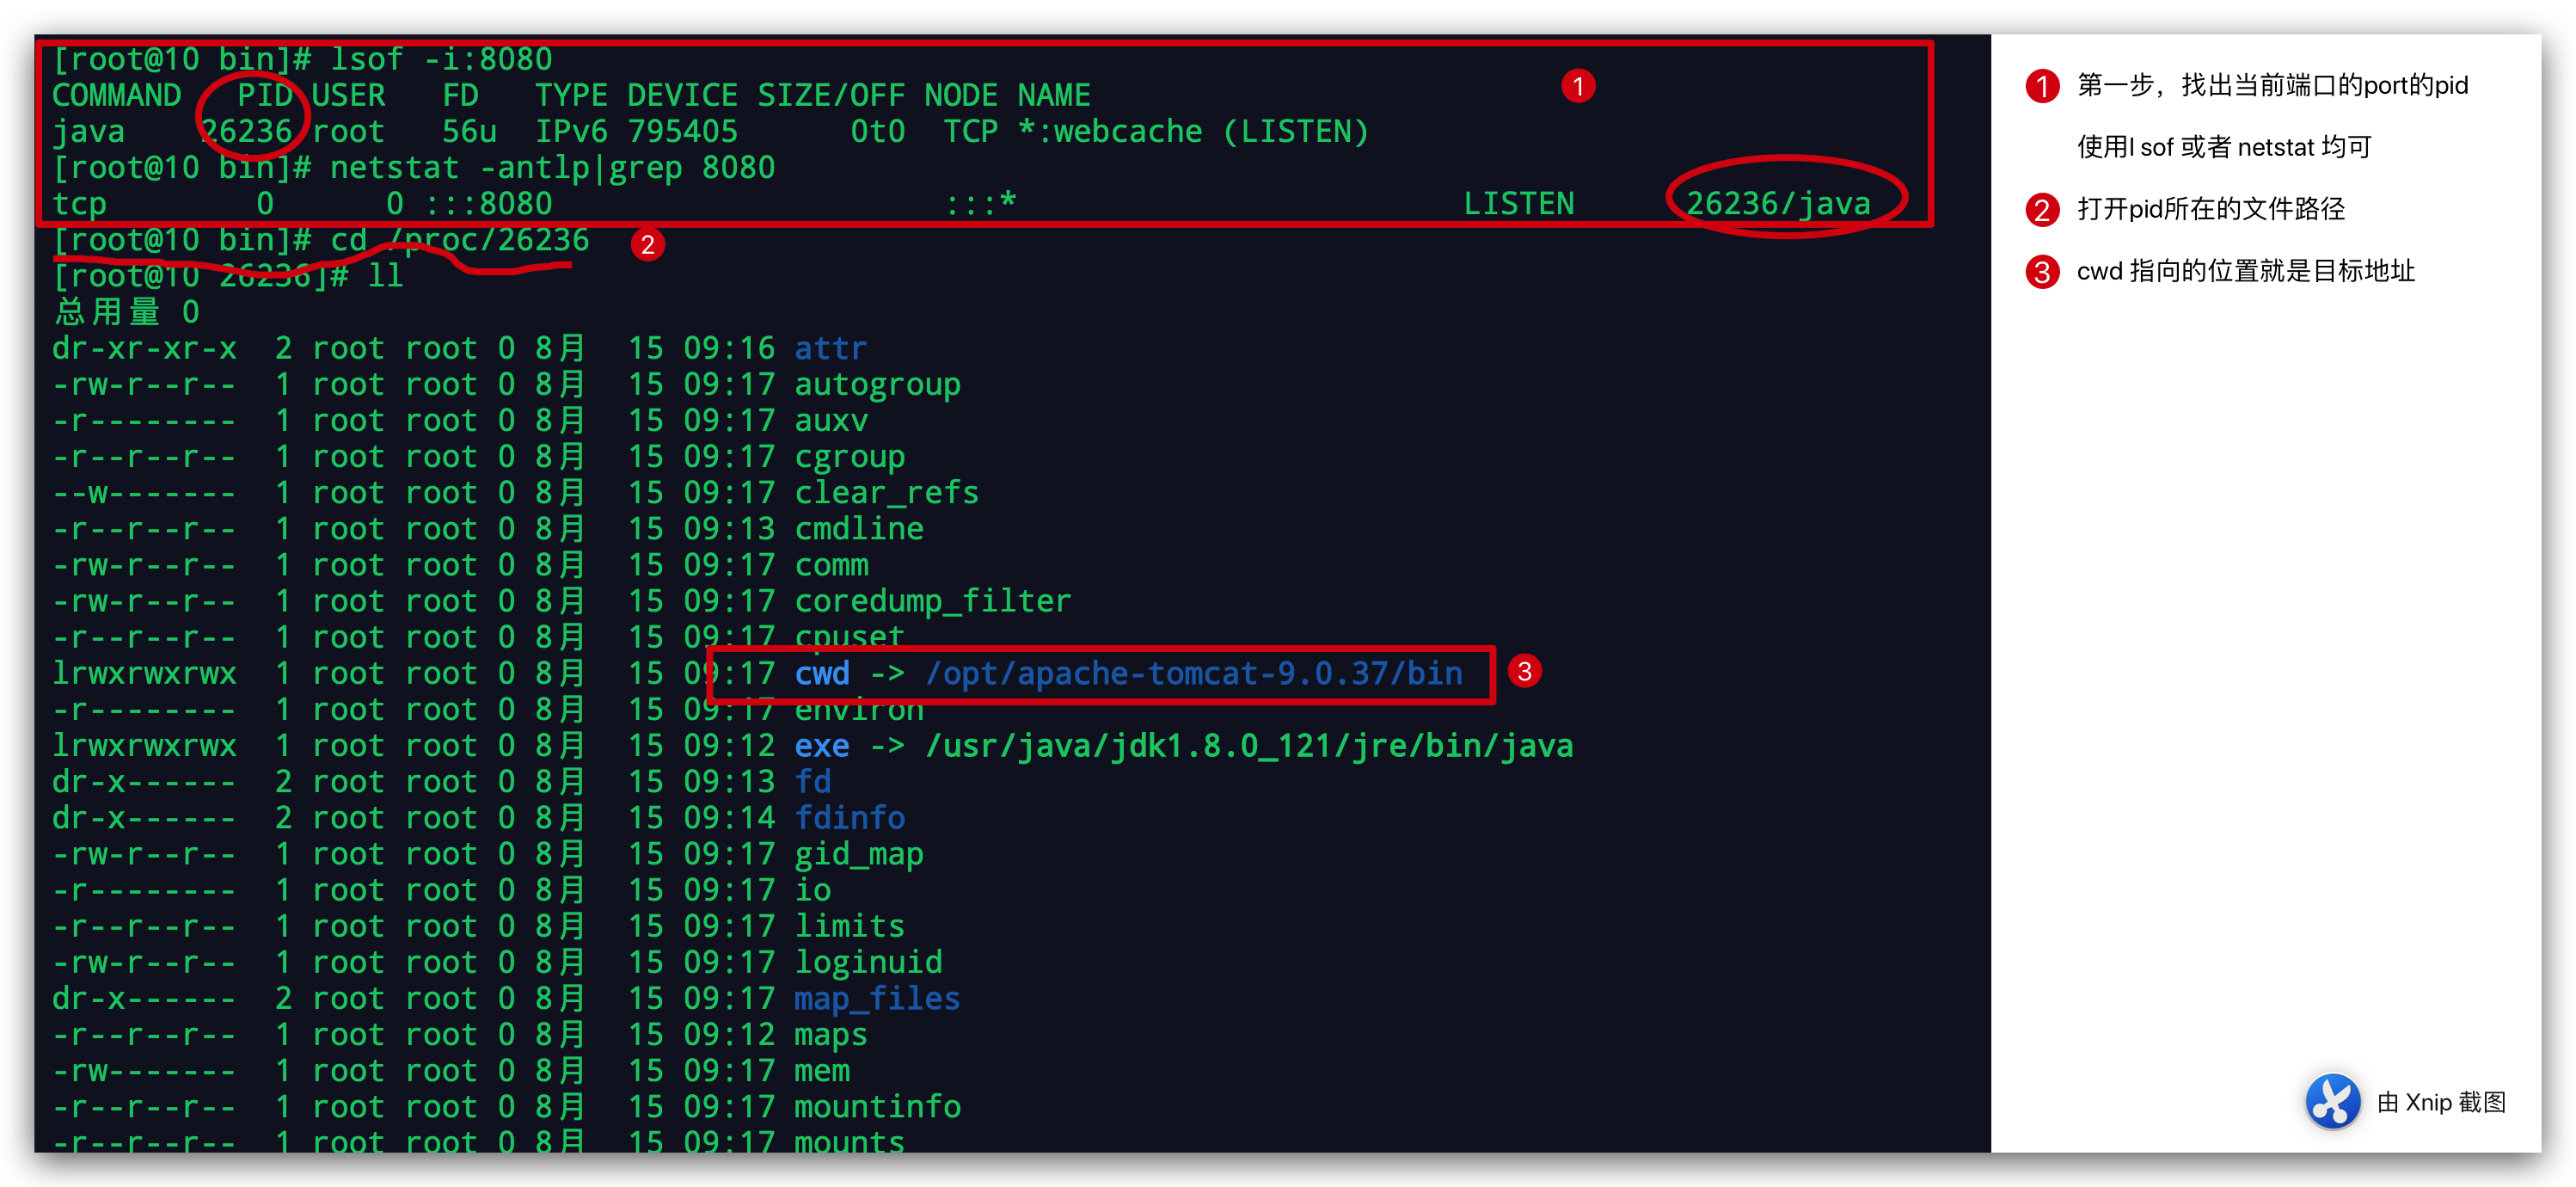 [root@10 bin]# lsof -i:8080
COMMAND   PID USER   FD   TYPE DEVICE SIZE/OFF NODE NAME
java    26236 root   56u  IPv6 795405      0t0  TCP *:webcache (LISTEN)
[root@10 bin]# netstat -antlp|grep 8080
tcp        0      0 :::8080                     :::*                        LISTEN      26236/java
[root@10 bin]# cd /proc/26236
[root@10 26236]# ll
总用量 0
dr-xr-xr-x  2 root root 0 8月  15 09:16 attr
-rw-r--r--  1 root root 0 8月  15 09:17 autogroup
-r--------  1 root root 0 8月  15 09:17 auxv
-r--r--r--  1 root root 0 8月  15 09:17 cgroup
--w-------  1 root root 0 8月  15 09:17 clear_refs
-r--r--r--  1 root root 0 8月  15 09:13 cmdline
-rw-r--r--  1 root root 0 8月  15 09:17 comm
-rw-r--r--  1 root root 0 8月  15 09:17 coredump_filter
-r--r--r--  1 root root 0 8月  15 09:17 cpuset
lrwxrwxrwx  1 root root 0 8月  15 09:17 cwd -> /opt/apache-tomcat-9.0.37/bin
-r--------  1 root root 0 8月  15 09:17 environ
lrwxrwxrwx  1 root root 0 8月  15 09:12 exe -> /usr/java/jdk1.8.0_121/jre/bin/java
dr-x------  2 root root 0 8月  15 09:13 fd
dr-x------  2 root root 0 8月  15 09:14 fdinfo
-rw-r--r--  1 root root 0 8月  15 09:17 gid_map
-r--------  1 root root 0 8月  15 09:17 io
-r--r--r--  1 root root 0 8月  15 09:17 limits
-rw-r--r--  1 root root 0 8月  15 09:17 loginuid
dr-x------  2 root root 0 8月  15 09:17 map_files
-r--r--r--  1 root root 0 8月  15 09:12 maps
-rw-------  1 root root 0 8月  15 09:17 mem
-r--r--r--  1 root root 0 8月  15 09:17 mountinfo
-r--r--r--  1 root root 0 8月  15 09:17 mounts
1
2
3
1 第一步，找出当前端口的port的pid
使用l sof 或者 netstat 均可
2 打开pid所在的文件路径
3 cwd 指向的位置就是目标地址
由 Xnip 截图